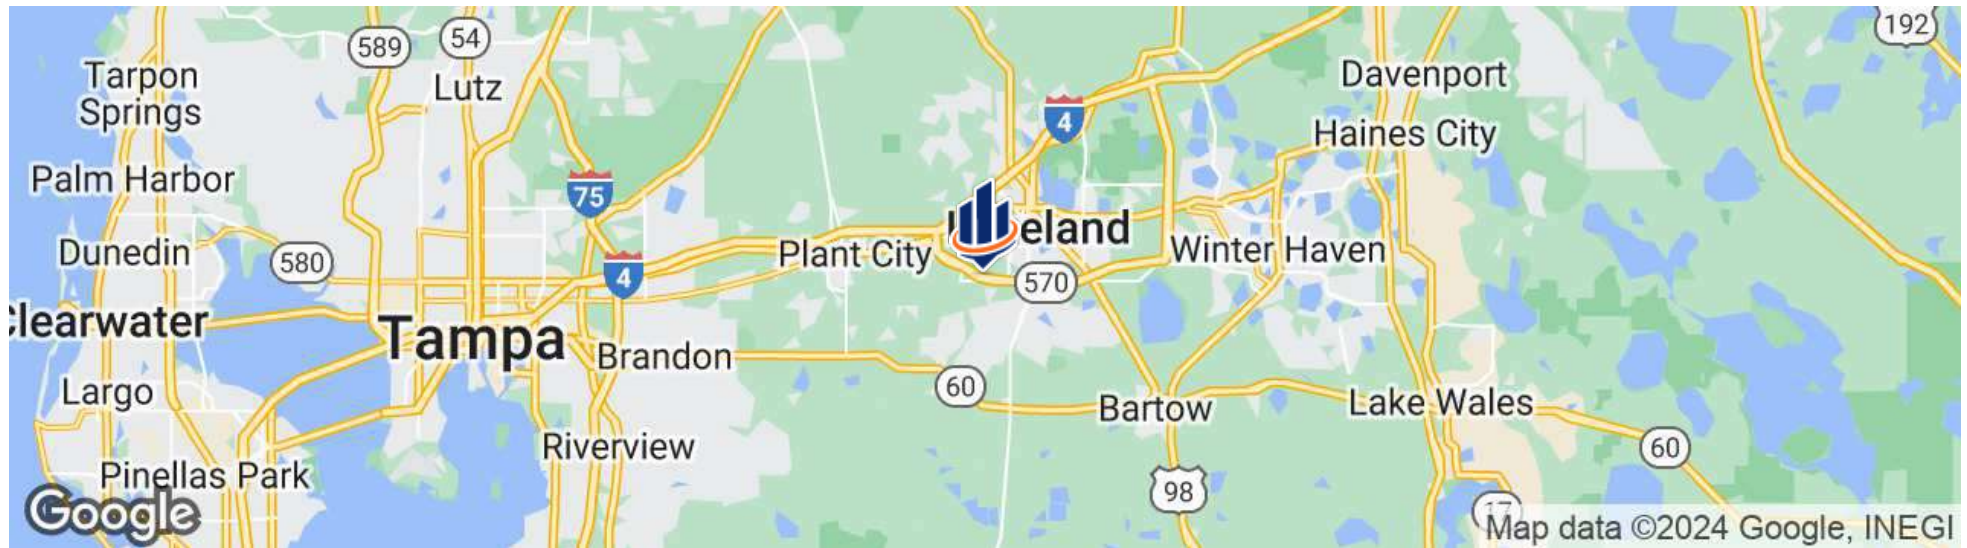 192
589
54
Tarpon
Springs
Lutz
Davenport
4
Haines City
Palm Harbor
75
eland
Dunedin
580
Plant City
Winter Haven
4
570
Clearwater
Tampa
Brandon
Largo
60
Bartow
Lake Wales
Riverview
60
Pinellas Park
98
17
Google
Map data ©2024 Google, INEGI